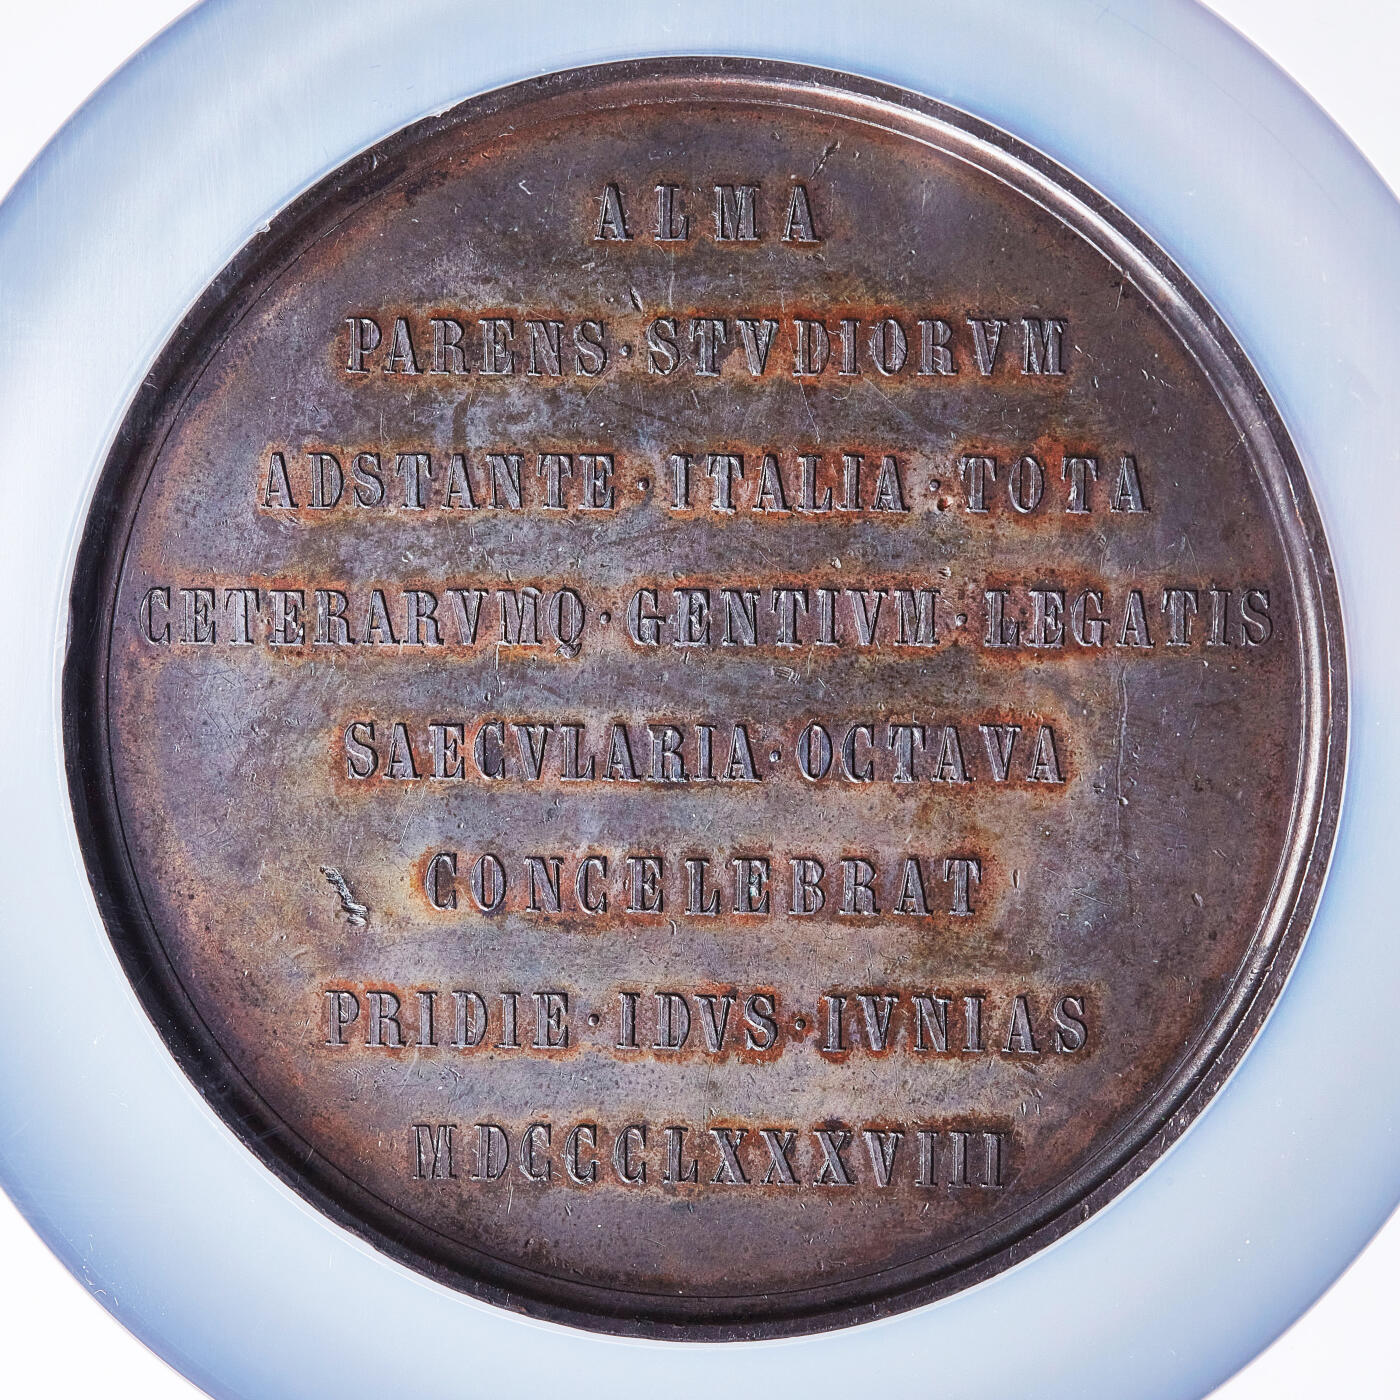 ALMA
PARENS·STVDIORVM
ADSTANTE·ITALIA·TOTA
CETERARVMQ·GENTIVM·LEGATIS
SAECVLARIA·OCTAVA
CONCELEBRAT
PRIDIE·IDVS·IVNIAS
MDCCCLXXXVIII